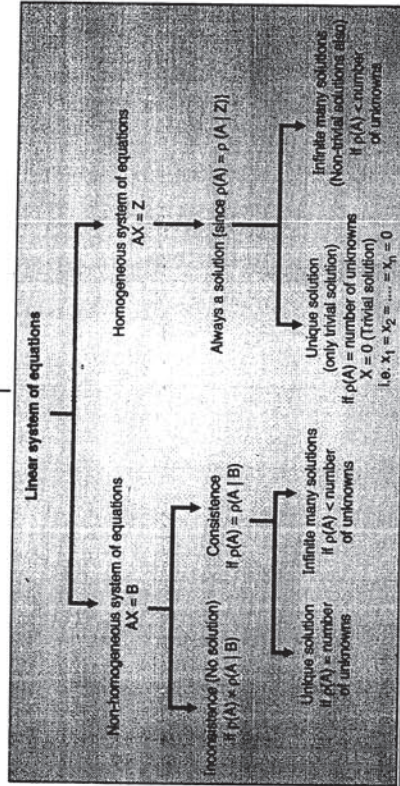 Linear system of equations
Non-homogeneous system of equations
AX = B
Homogeneous system of equations
AX = Z
Inconsistence (No solution)
If ρ(A) ≠ ρ(A | B)
Consistence
If ρ(A) = ρ(A | B)
Always a solution {since ρ(A) = ρ (A | Z)}
Unique solution
If ρ(A) = number
of unknowns
Infinite many solutions
If ρ(A) < number
of unknowns
Unique solution
(only trivial solution)
If ρ(A) = number of unknowns
X = 0 (Trivial solution)
i.e. x₁ = x₂ = .... = xₙ = 0
Infinite many solutions
(Non-trivial solutions also)
If ρ(A) < number
of unknowns